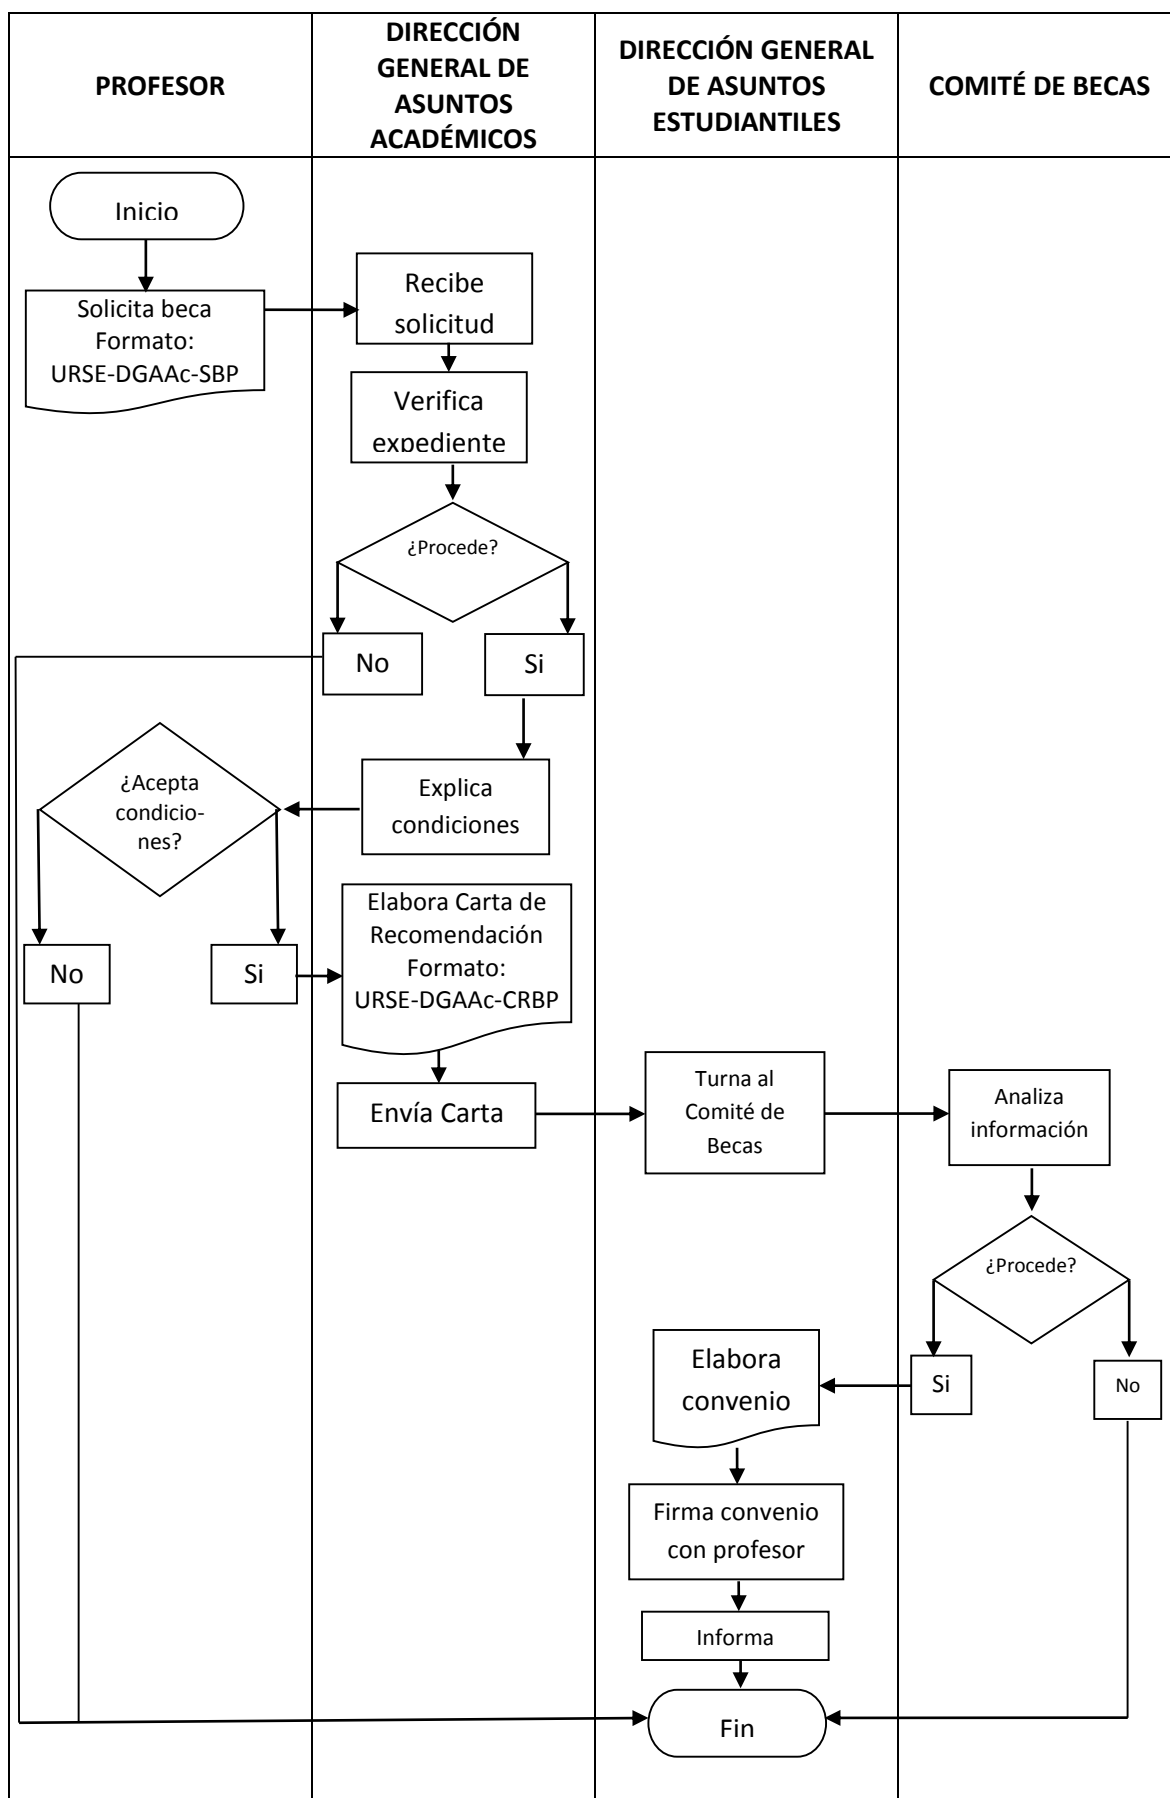 PROFESOR
DIRECCIÓN
GENERAL DE
ASUNTOS
ACADÉMICOS
DIRECCIÓN GENERAL
DE ASUNTOS
ESTUDIANTILES
COMITÉ DE BECAS
Inicio
Solicita beca
Formato:
URSE-DGAAc-SBP
Recibe
solicitud
Verifica
expediente
¿Procede?
No
Si
Explica
condiciones
¿Acepta
condicio-
nes?
No
Si
Elabora Carta de
Recomendación
Formato:
URSE-DGAAc-CRBP
Envía Carta
Turna al
Comité de
Becas
Analiza
información
¿Procede?
Si
No
Elabora
convenio
Firma convenio
con profesor
Informa
Fin